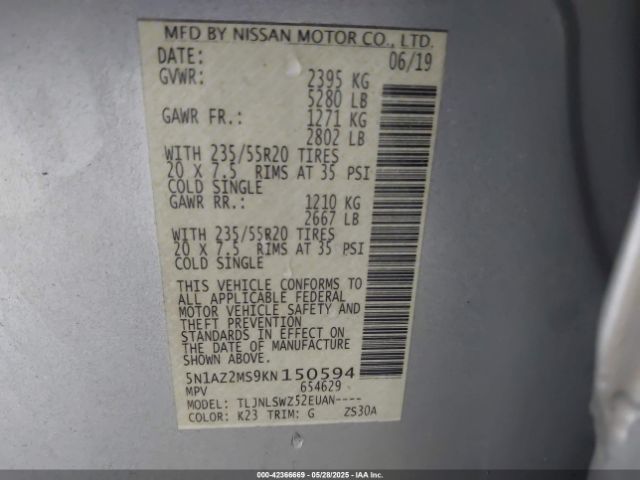 MFD BY NISSAN MOTOR CO., LTD.
DATE: 06/19
GVWR: 2395 KG
5280 LB
GAWR FR.: 1271 KG
2802 LB
WITH 235/55R20 TIRES
20 X 7.5 RIMS AT 35 PSI
COLD SINGLE
GAWR RR.: 1210 KG
2667 LB
WITH 235/55R20 TIRES
20 X 7.5 RIMS AT 35 PSI
COLD SINGLE
THIS VEHICLE CONFORMS TO
ALL APPLICABLE FEDERAL
MOTOR VEHICLE SAFETY AND
THEFT PREVENTION
STANDARDS IN EFFECT ON
THE DATE OF MANUFACTURE
SHOWN ABOVE.
5N1AZ2MS9KN150594
MPV 654629
MODEL: TLJNLSWZ52EUAN----
COLOR: K23 TRIM: G ZS30A
000-42366669 - 05/28/2025 - IAA Inc.